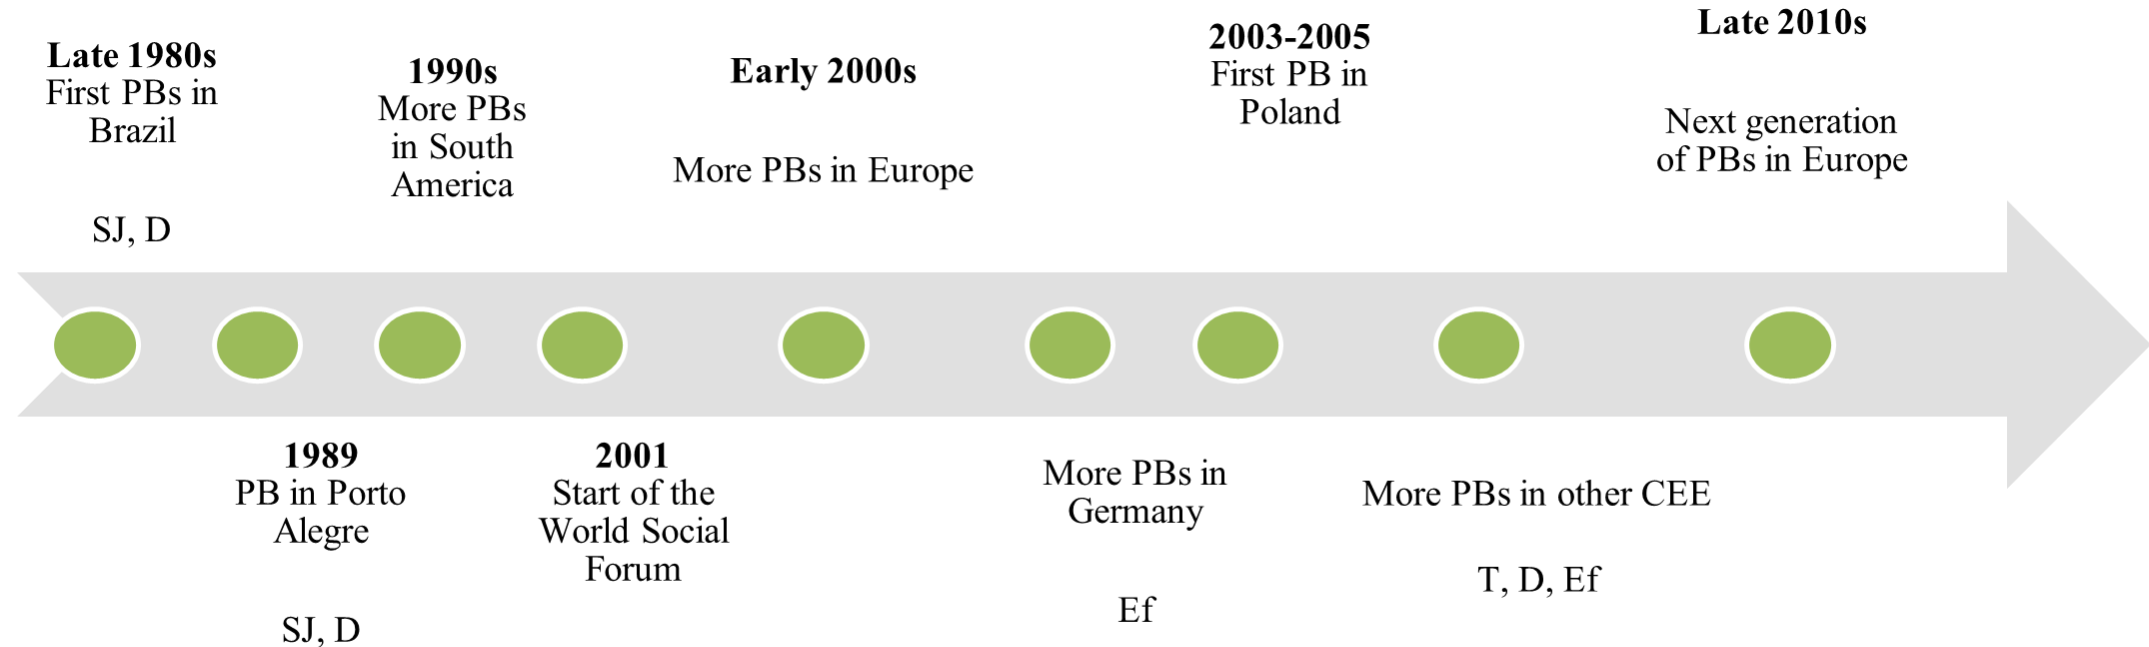 Late 1980s
First PBs in
Brazil
SJ, D
1989
PB in Porto
Alegre
SJ, D
1990s
More PBs
in South
America
2001
Start of the
World Social
Forum
Early 2000s
More PBs in Europe
More PBs in
Germany
Ef
2003-2005
First PB in
Poland
More PBs in other CEE
T, D, Ef
Late 2010s
Next generation
of PBs in Europe